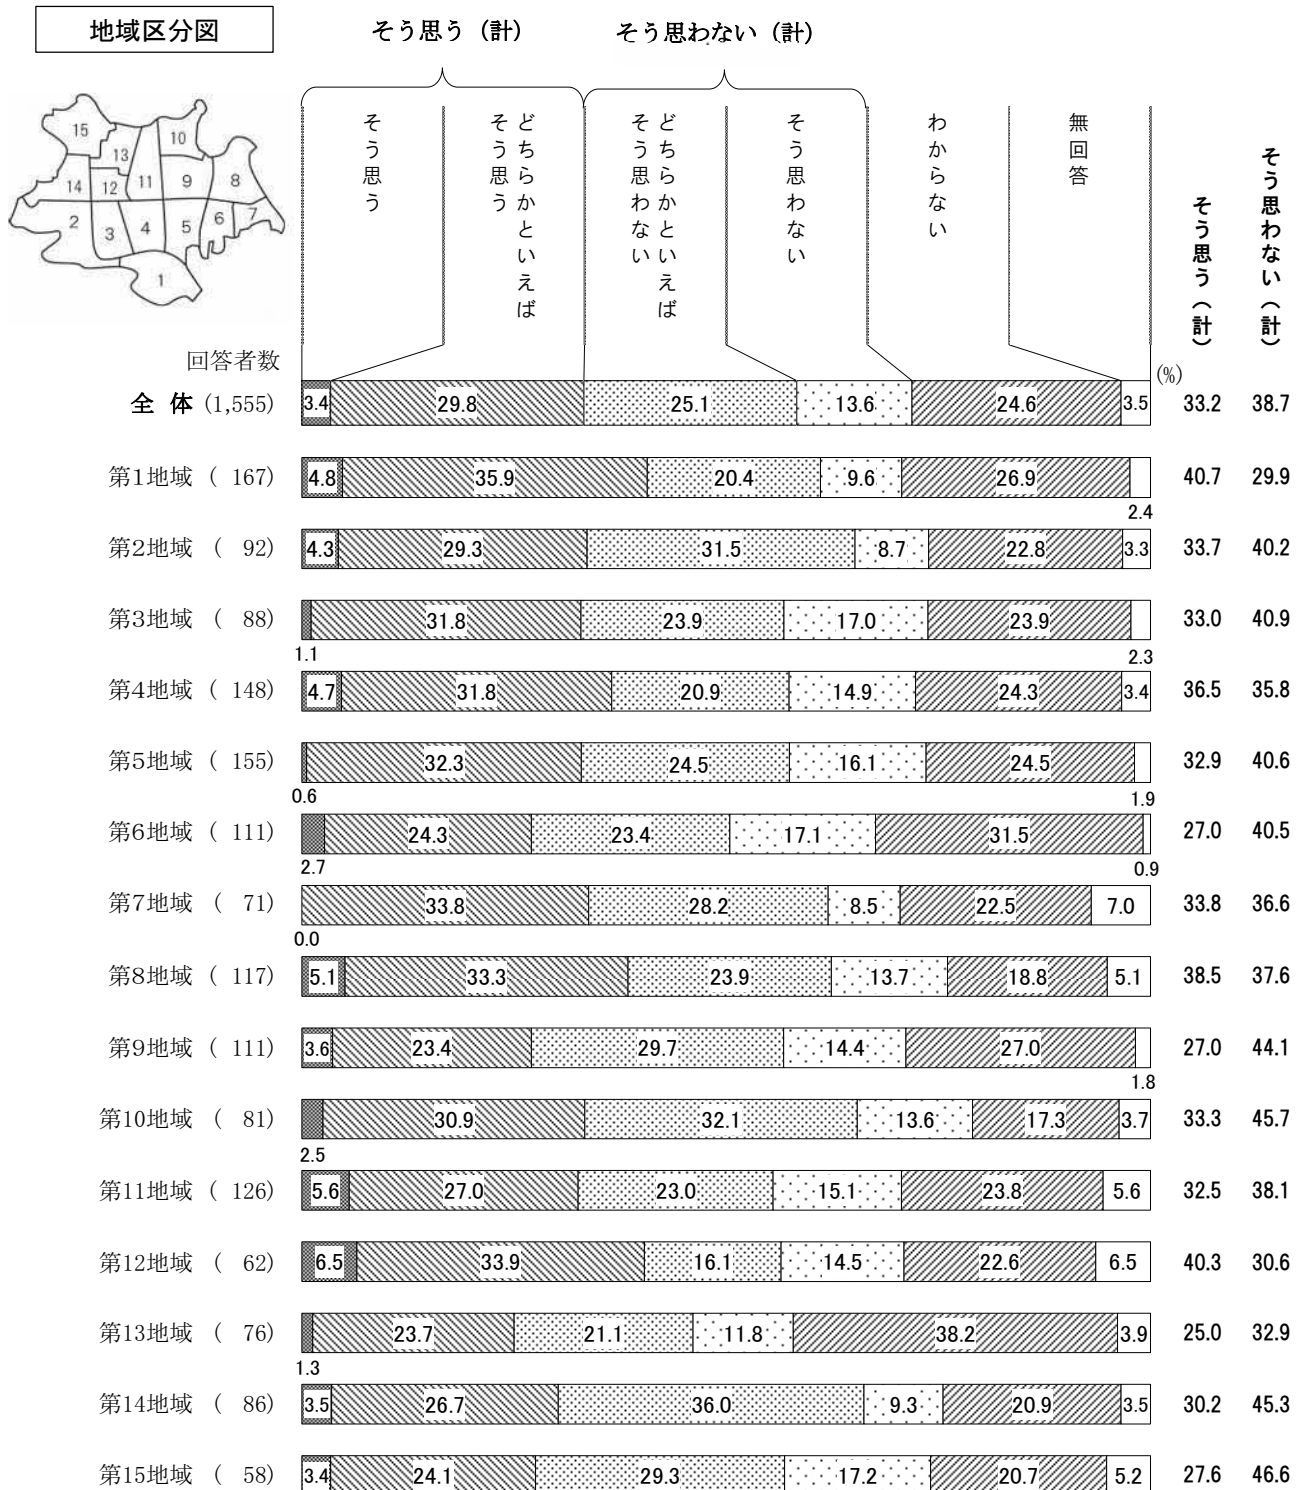 地域区分図
そう思う（計）
そう思わない（計）
15
10
13
14
12
11
9
8
2
3
4
5
6
7
1
そう思う
どちらかといえば
そう思う
どちらかといえば
そう思わない
そう思わない
わからない
無回答
そう思う（計）
そう思わない（計）
回答者数
(%)
全 体 (1,555) 3.4 29.8 25.1 13.6 24.6 3.5 33.2 38.7
第1地域 ( 167) 4.8 35.9 20.4 9.6 26.9 2.4 40.7 29.9
第2地域 ( 92) 4.3 29.3 31.5 8.7 22.8 3.3 33.7 40.2
第3地域 ( 88) 1.1 31.8 23.9 17.0 23.9 2.3 33.0 40.9
第4地域 ( 148) 4.7 31.8 20.9 14.9 24.3 3.4 36.5 35.8
第5地域 ( 155) 0.6 32.3 24.5 16.1 24.5 1.9 32.9 40.6
第6地域 ( 111) 2.7 24.3 23.4 17.1 31.5 0.9 27.0 40.5
第7地域 ( 71) 0.0 33.8 28.2 8.5 22.5 7.0 33.8 36.6
第8地域 ( 117) 5.1 33.3 23.9 13.7 18.8 5.1 38.5 37.6
第9地域 ( 111) 3.6 23.4 29.7 14.4 27.0 1.8 27.0 44.1
第10地域 ( 81) 2.5 30.9 32.1 13.6 17.3 3.7 33.3 45.7
第11地域 ( 126) 5.6 27.0 23.0 15.1 23.8 5.6 32.5 38.1
第12地域 ( 62) 6.5 33.9 16.1 14.5 22.6 6.5 40.3 30.6
第13地域 ( 76) 1.3 23.7 21.1 11.8 38.2 3.9 25.0 32.9
第14地域 ( 86) 3.5 26.7 36.0 9.3 20.9 3.5 30.2 45.3
第15地域 ( 58) 3.4 24.1 29.3 17.2 20.7 5.2 27.6 46.6